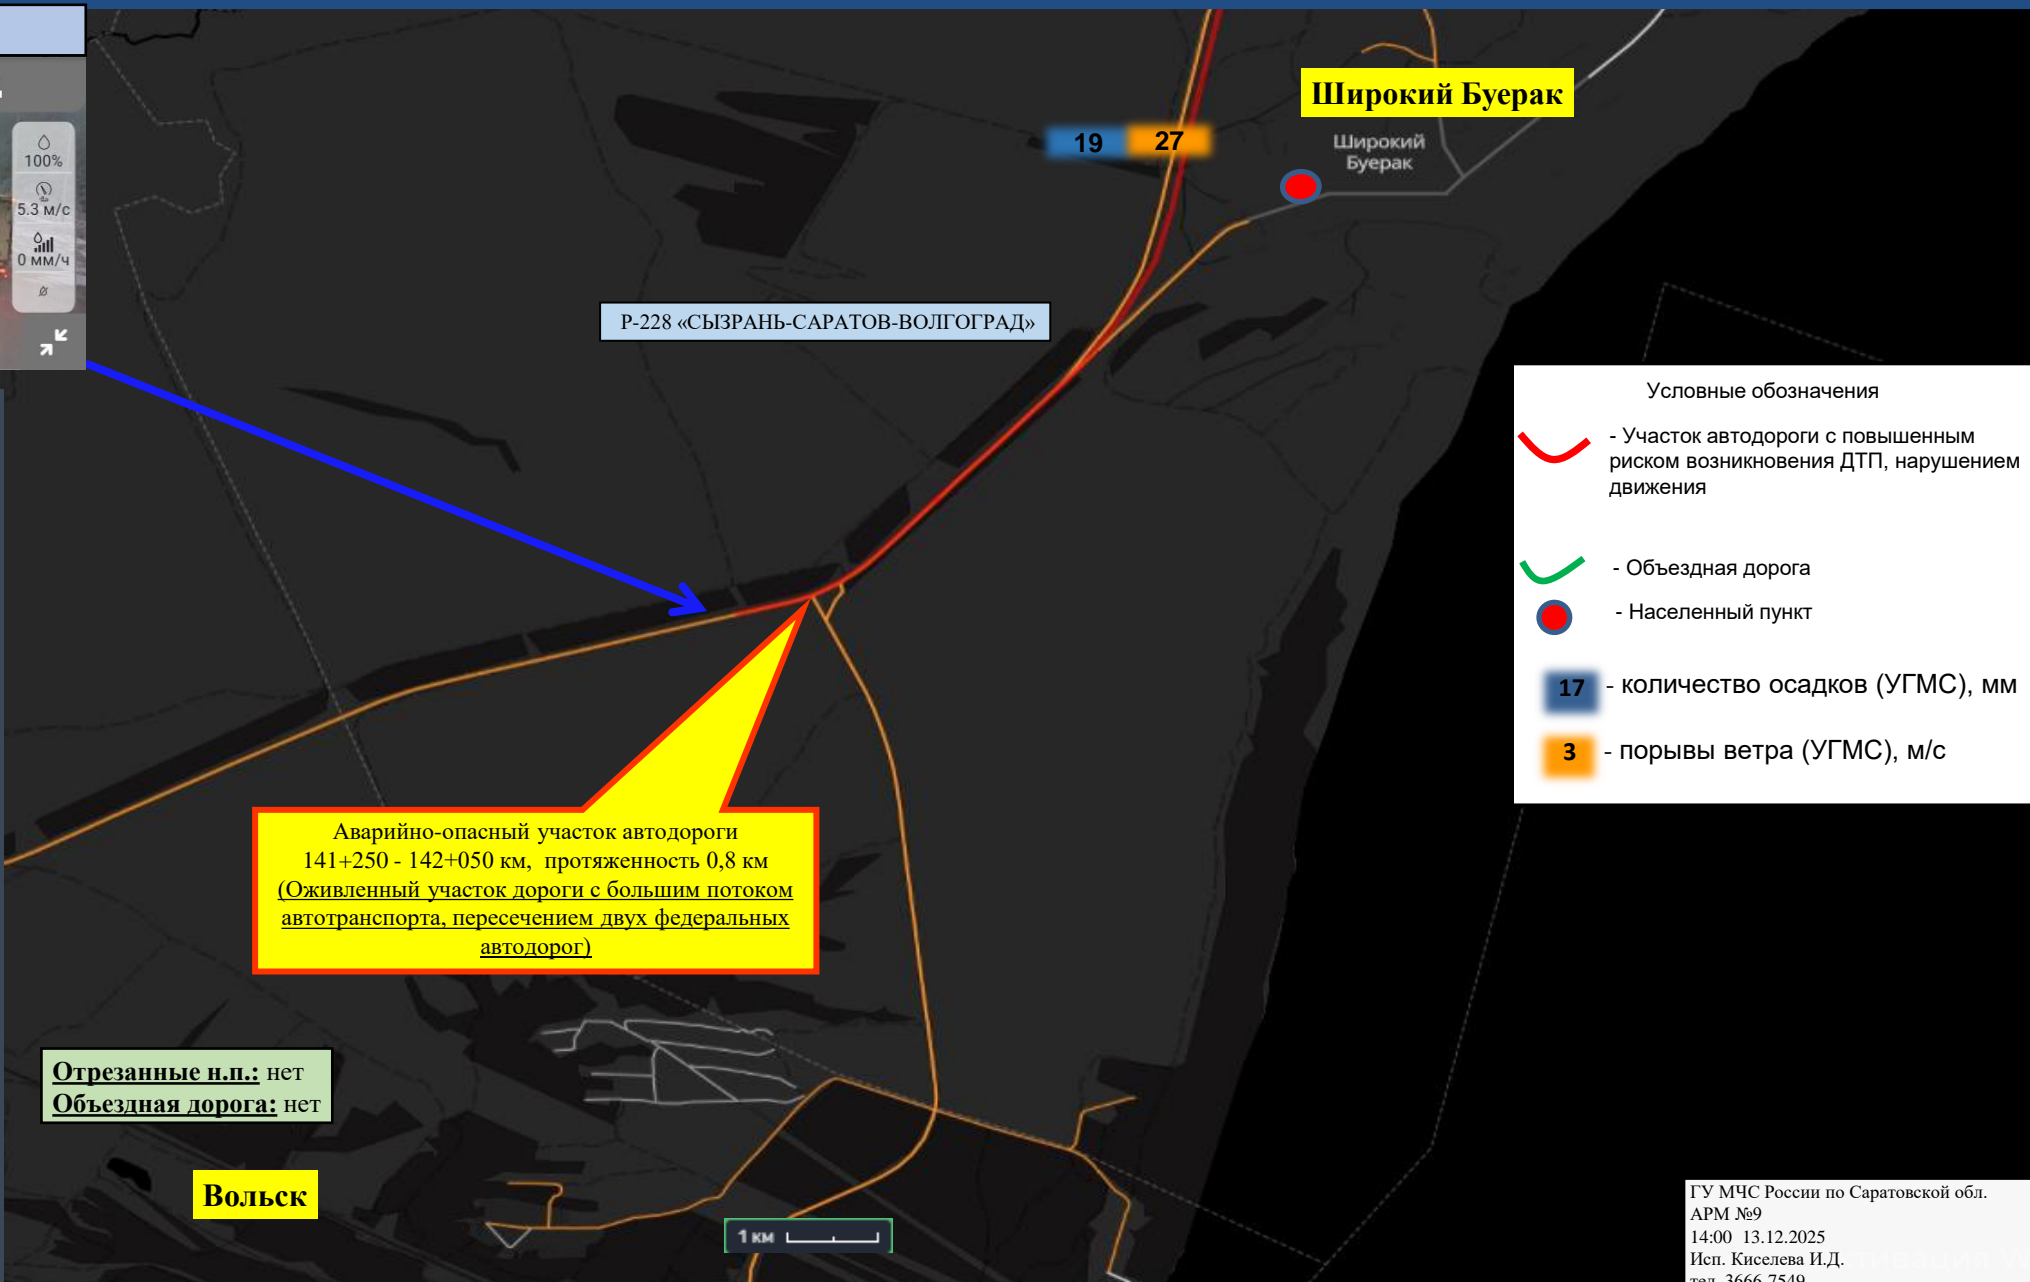 100%
5.3 м/с
0 мм/ч
Широкий Буерак
19 27
Широкий
Буерак
Р-228 «СЫЗРАНЬ-САРАТОВ-ВОЛГОГРАД»
Условные обозначения
- Участок автодороги с повышенным
риском возникновения ДТП, нарушением
движения
- Объездная дорога
- Населенный пункт
17 - количество осадков (УГМС), мм
3 - порывы ветра (УГМС), м/с
Аварийно-опасный участок автодороги
141+250 - 142+050 км, протяженность 0,8 км
(Оживленный участок дороги с большим потоком
автотранспорта, пересечением двух федеральных
автодорог)
Отрезанные н.п.: нет
Объездная дорога: нет
Вольск
1 км
ГУ МЧС России по Саратовской обл.
АРМ №9
14:00 13.12.2025
Исп. Киселева И.Д.
тел. 3666-7549